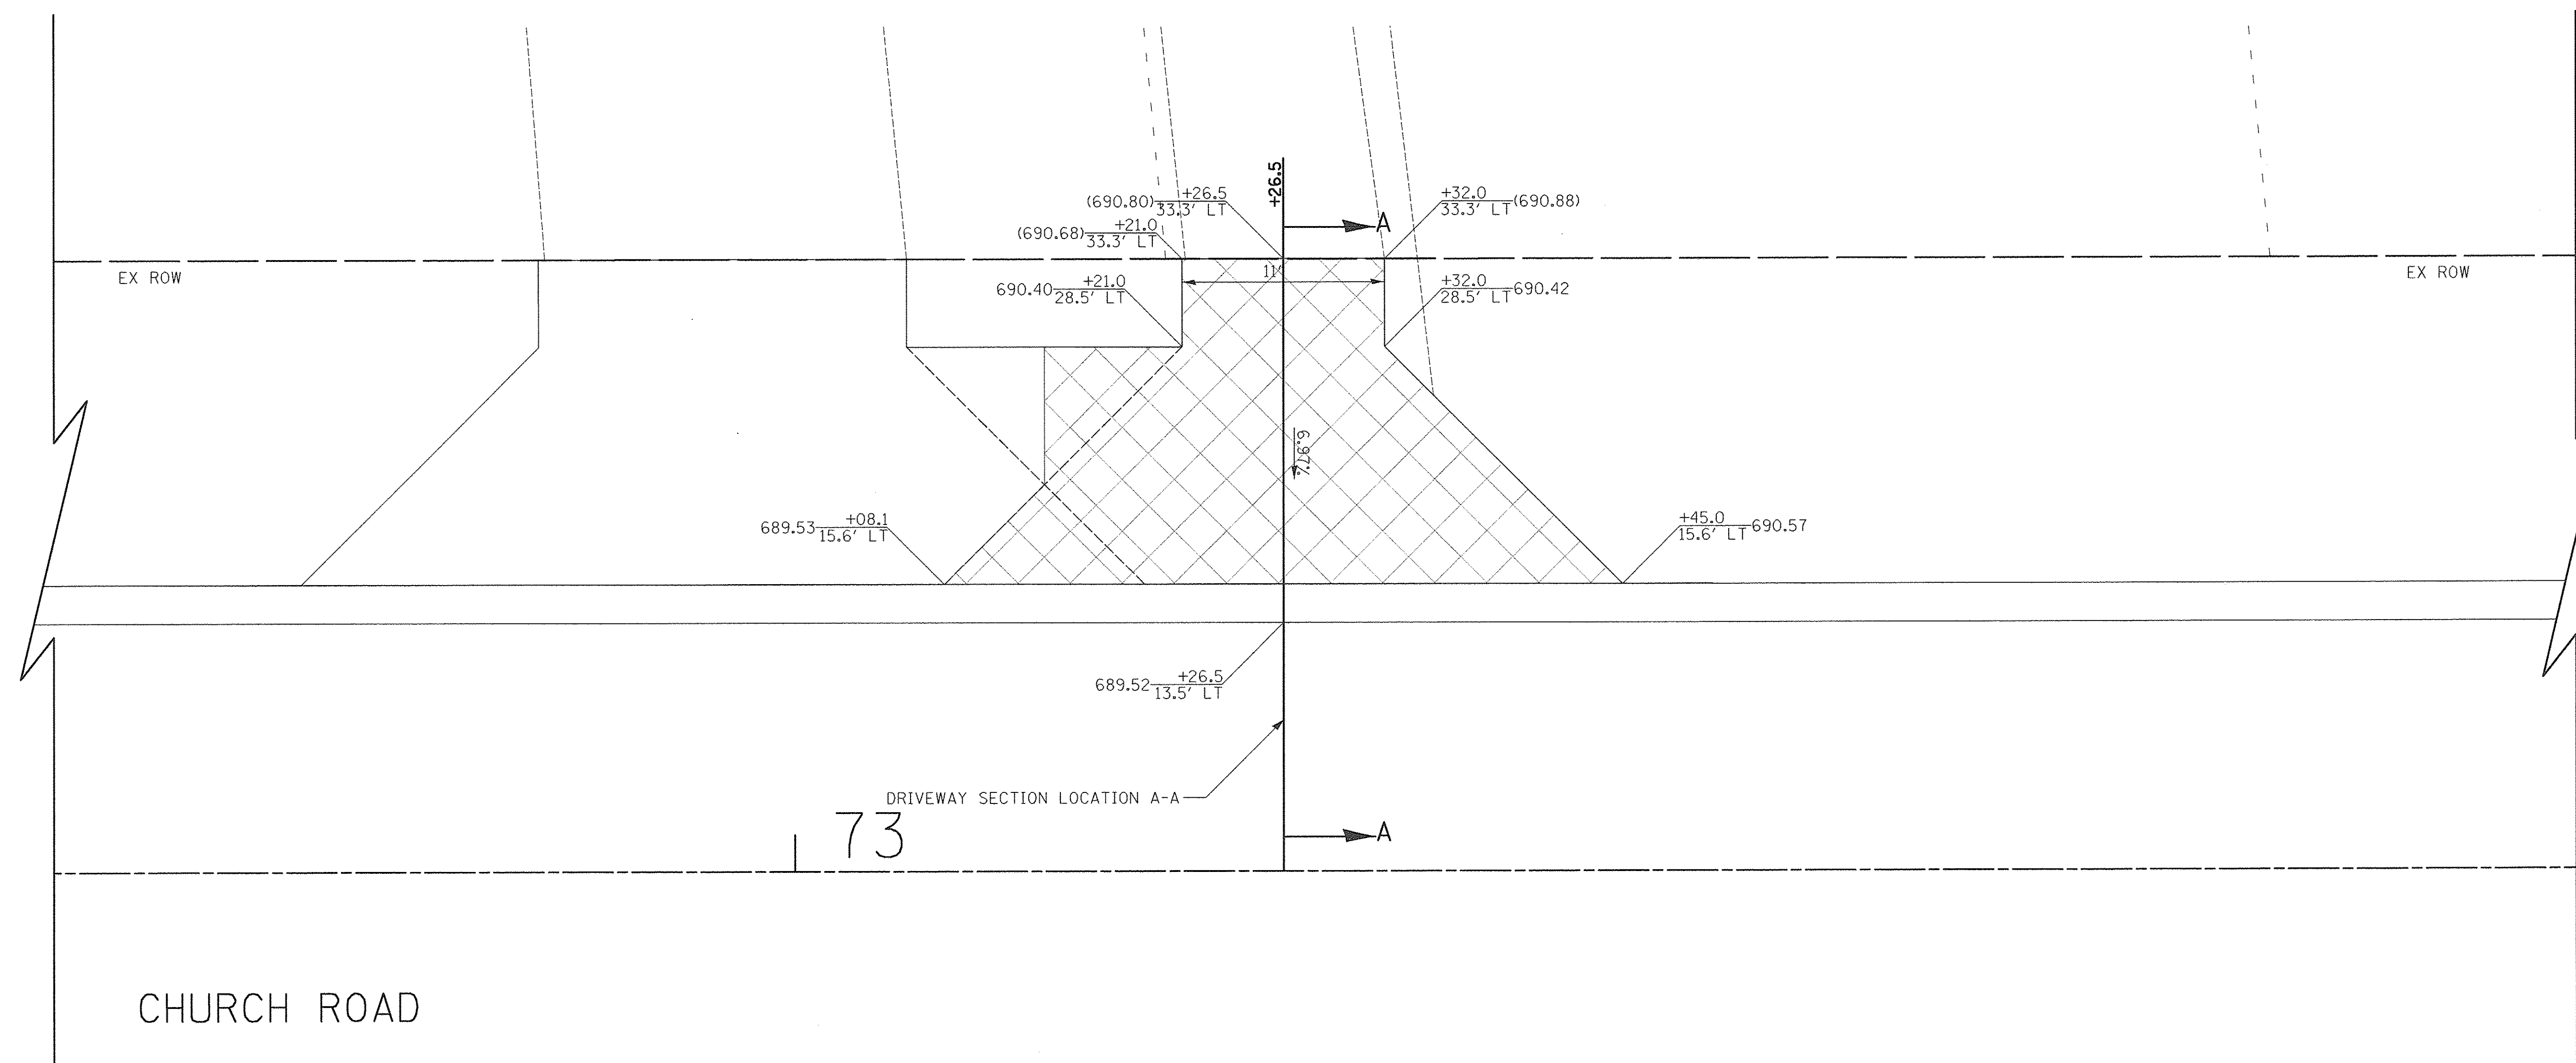 +26.5
(690.80) +26.5
33.3' LT
+32.0
33.3' LT (690.88)
A
(690.68) +21.0
33.3' LT
EX ROW
EX ROW
11'
690.40 +21.0
28.5' LT
+32.0
28.5' LT 690.42
6.97%
689.53 +08.1
15.6' LT
+45.0
15.6' LT 690.57
689.52 +26.5
13.5' LT
DRIVEWAY SECTION LOCATION A-A
73
A
CHURCH ROAD